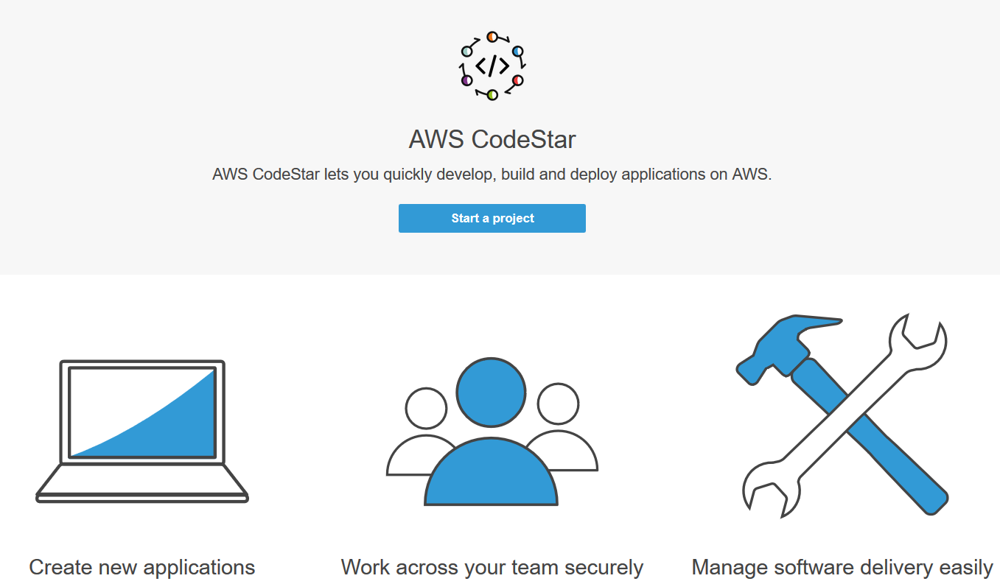 </>
AWS CodeStar
AWS CodeStar lets you quickly develop, build and deploy applications on AWS.
Start a project
Create new applications
Work across your team securely
Manage software delivery easily